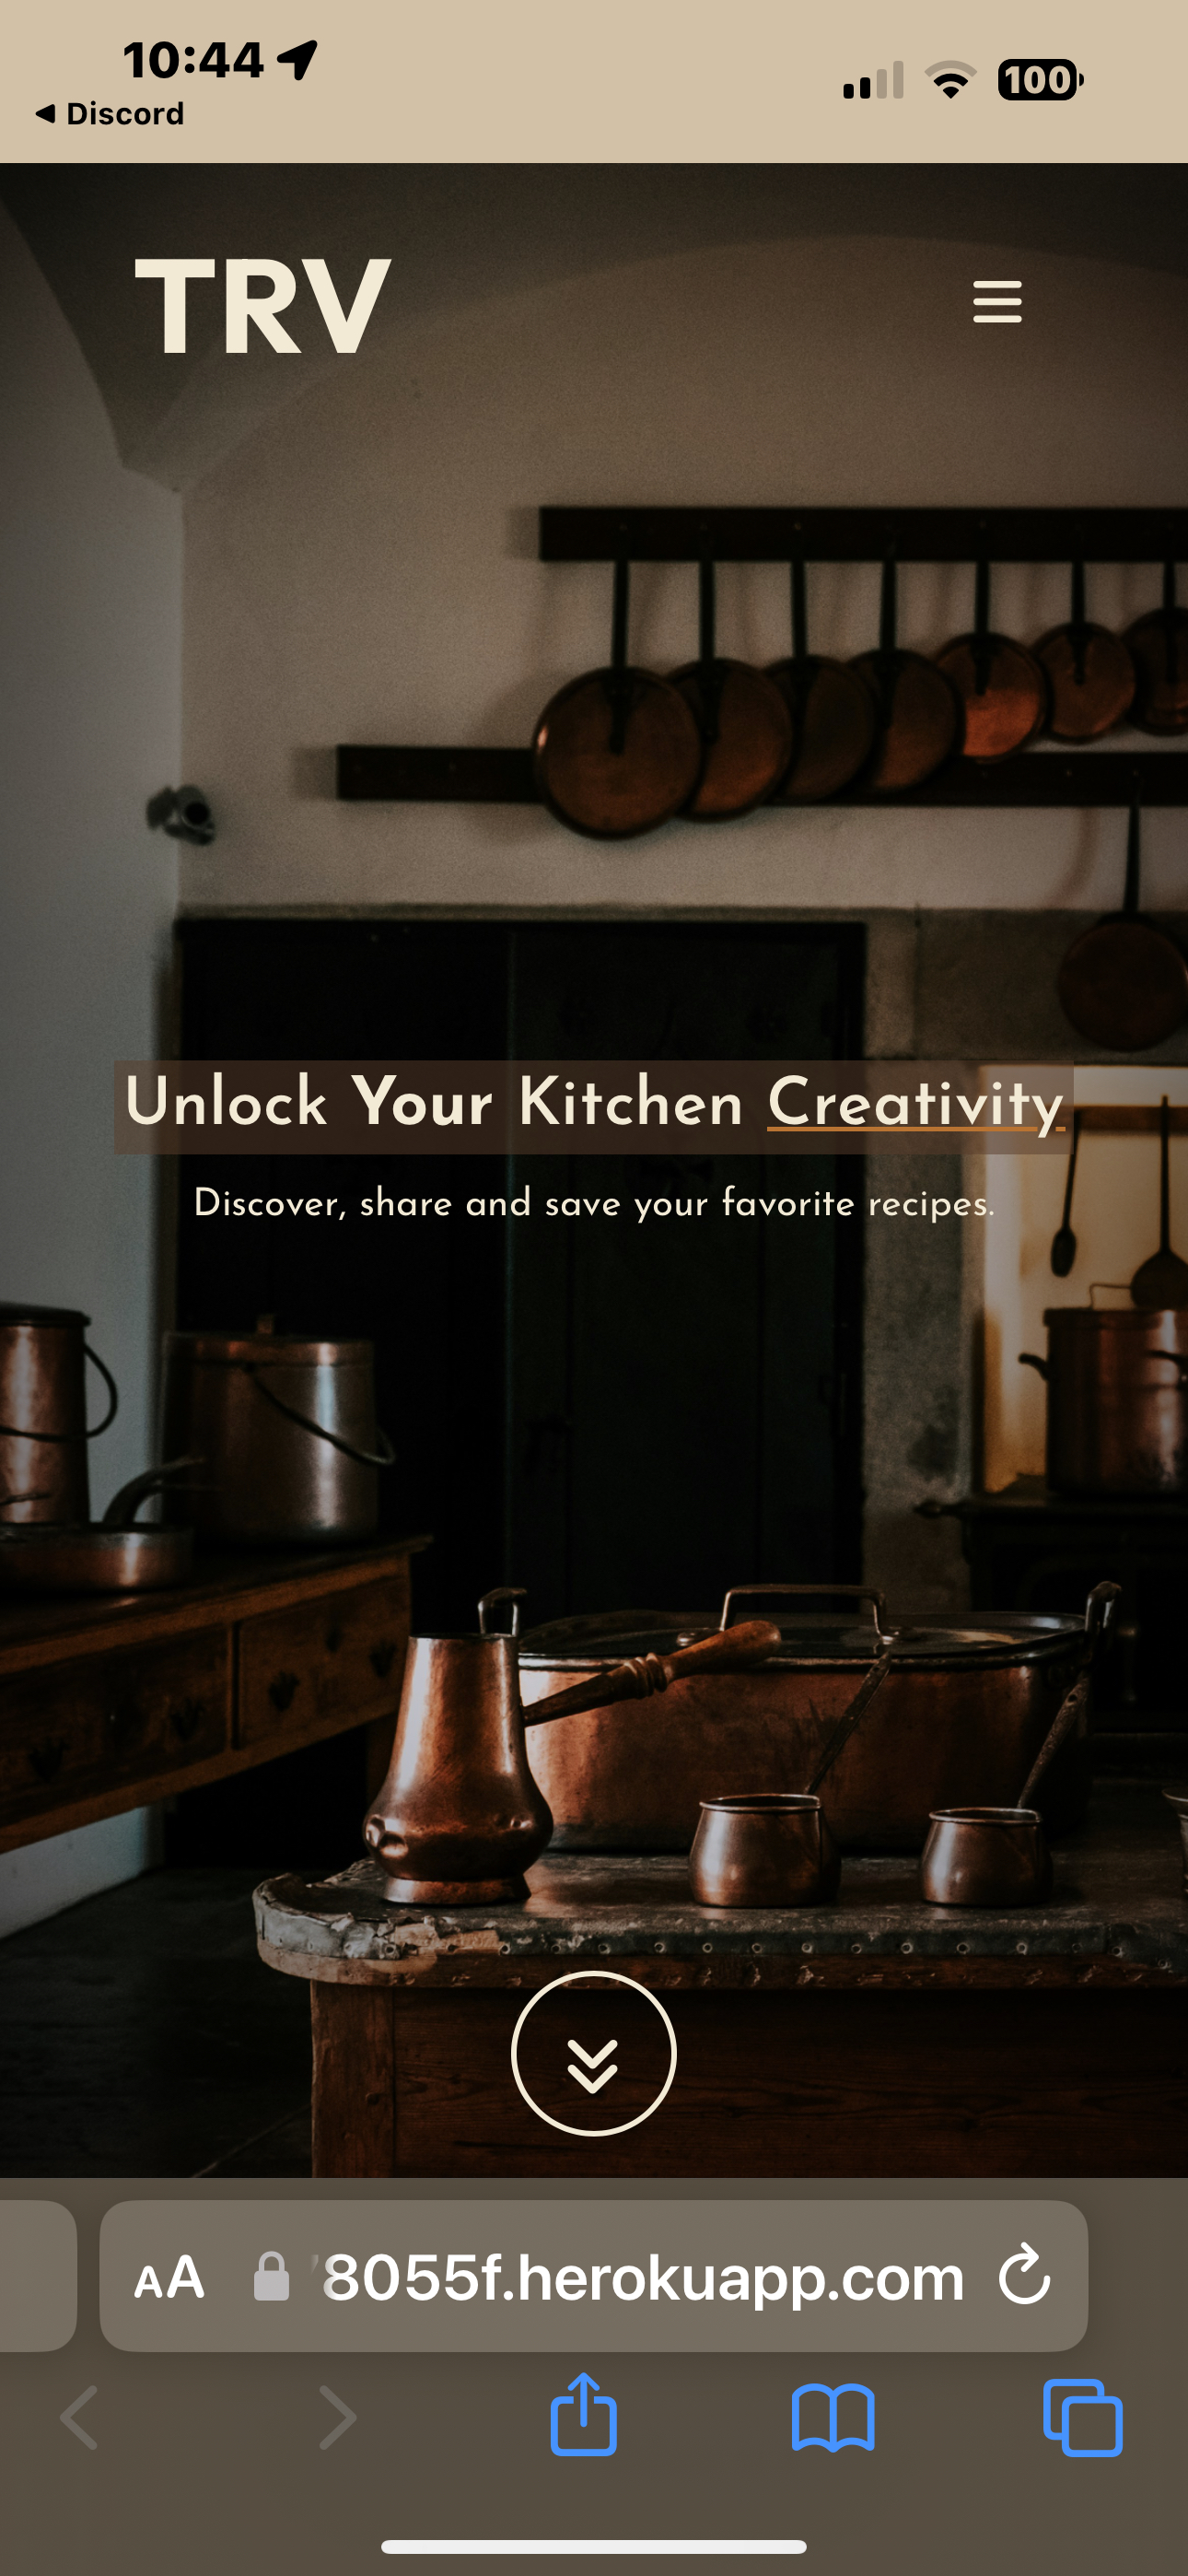 10:44
Discord
100
TRV
Unlock Your Kitchen Creativity
Discover, share and save your favorite recipes.
AA 8055f.herokuapp.com